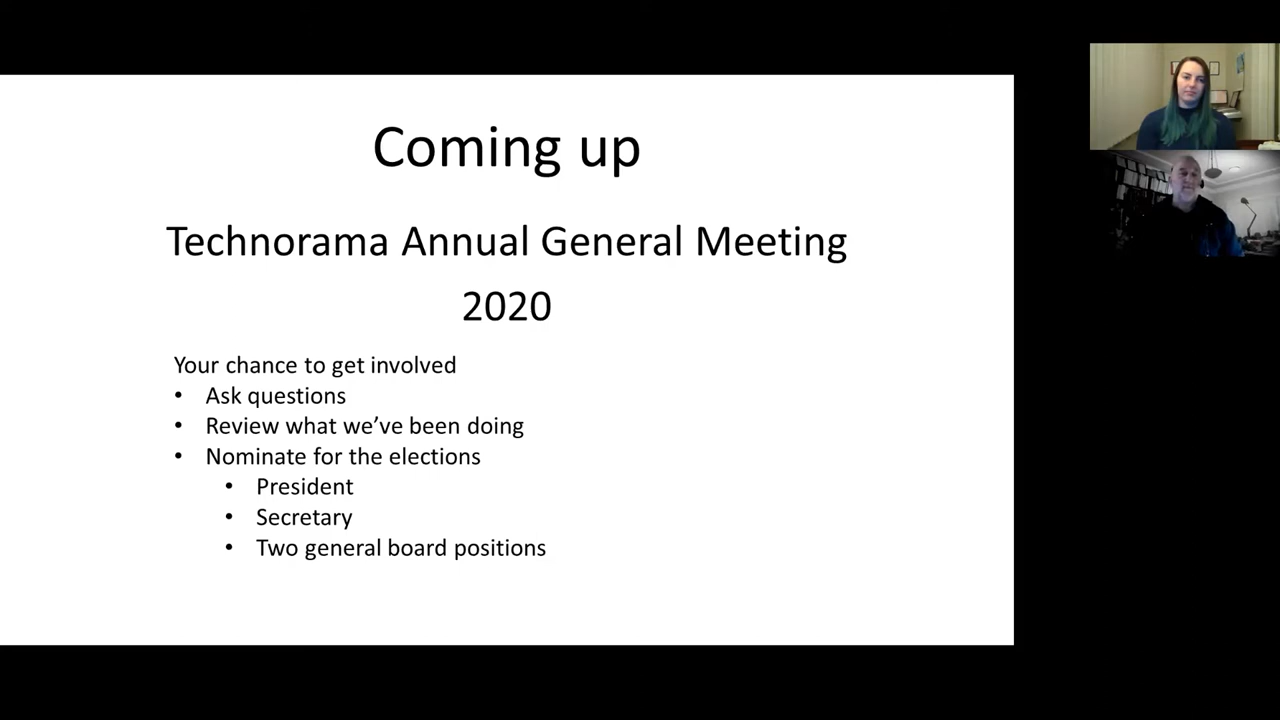 Coming up
Technorama Annual General Meeting
2020
Your chance to get involved
• Ask questions
• Review what we’ve been doing
• Nominate for the elections
• President
• Secretary
• Two general board positions